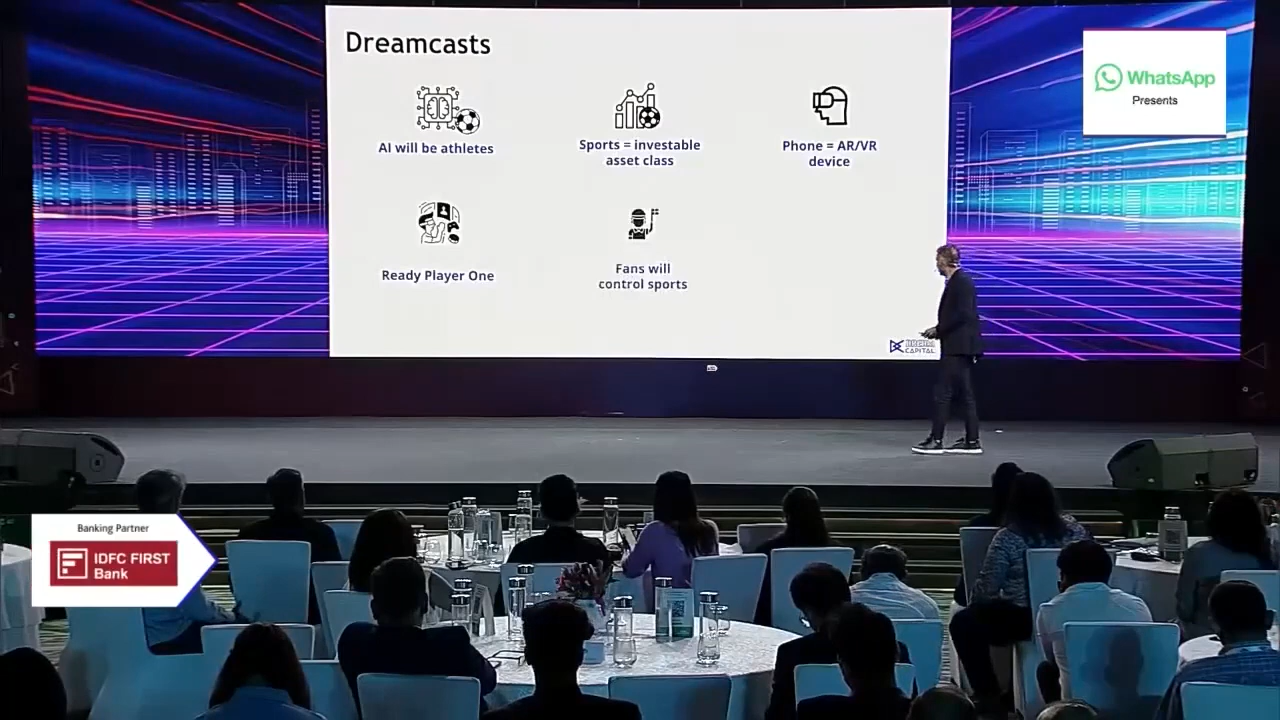 Dreamcasts
WhatsApp
Presents
AI will be athletes
Sports = investable
asset class
Phone = AR/VR
device
Ready Player One
Fans will
control sports
CAPITAL
Banking Partner
IDFC FIRST
Bank